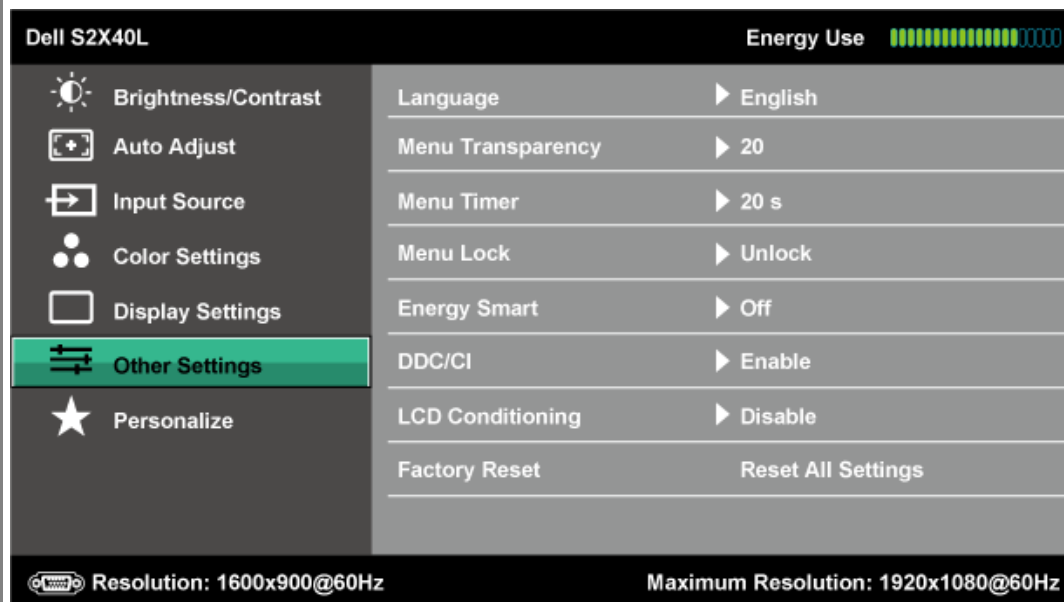 Dell S2X40L Energy Use
Brightness/Contrast Language English
Auto Adjust Menu Transparency 20
Input Source Menu Timer 20 s
Color Settings Menu Lock Unlock
Display Settings Energy Smart Off
Other Settings DDC/CI Enable
Personalize LCD Conditioning Disable
Factory Reset Reset All Settings
Resolution: 1600x900@60Hz Maximum Resolution: 1920x1080@60Hz